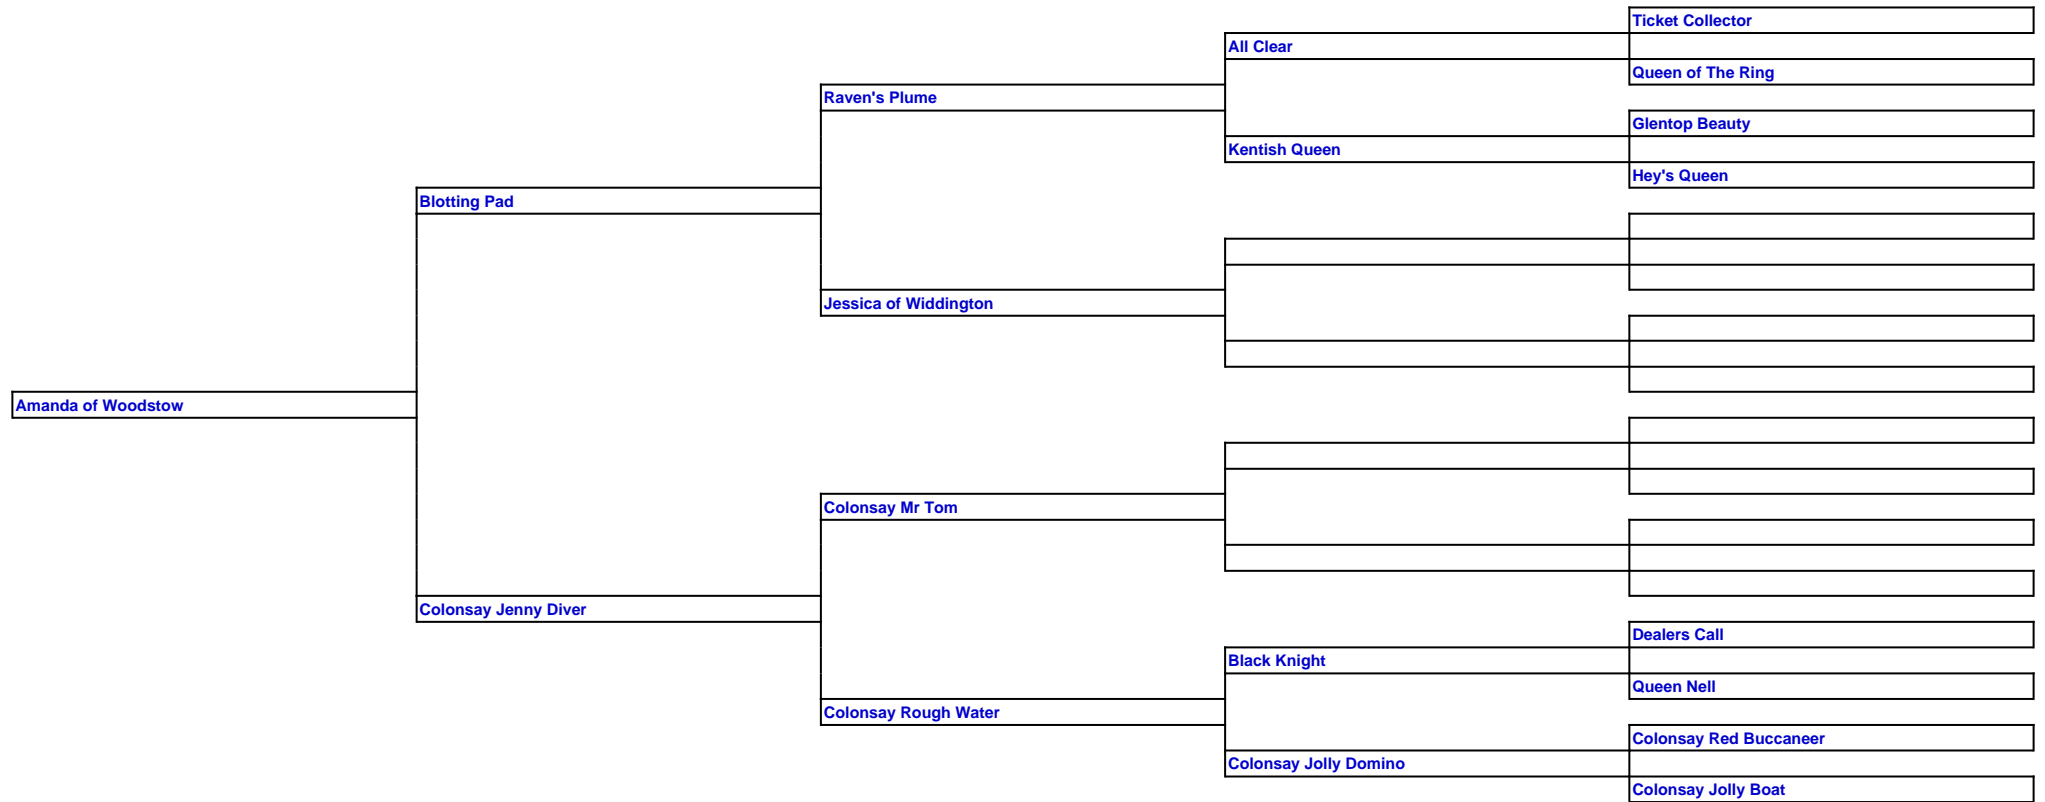 Ticket Collector
All Clear
Queen of The Ring
Raven's Plume
Glentop Beauty
Kentish Queen
Hey's Queen
Blotting Pad
Jessica of Widdington
Amanda of Woodstow
Colonsay Mr Tom
Colonsay Jenny Diver
Dealers Call
Black Knight
Queen Nell
Colonsay Rough Water
Colonsay Red Buccaneer
Colonsay Jolly Domino
Colonsay Jolly Boat